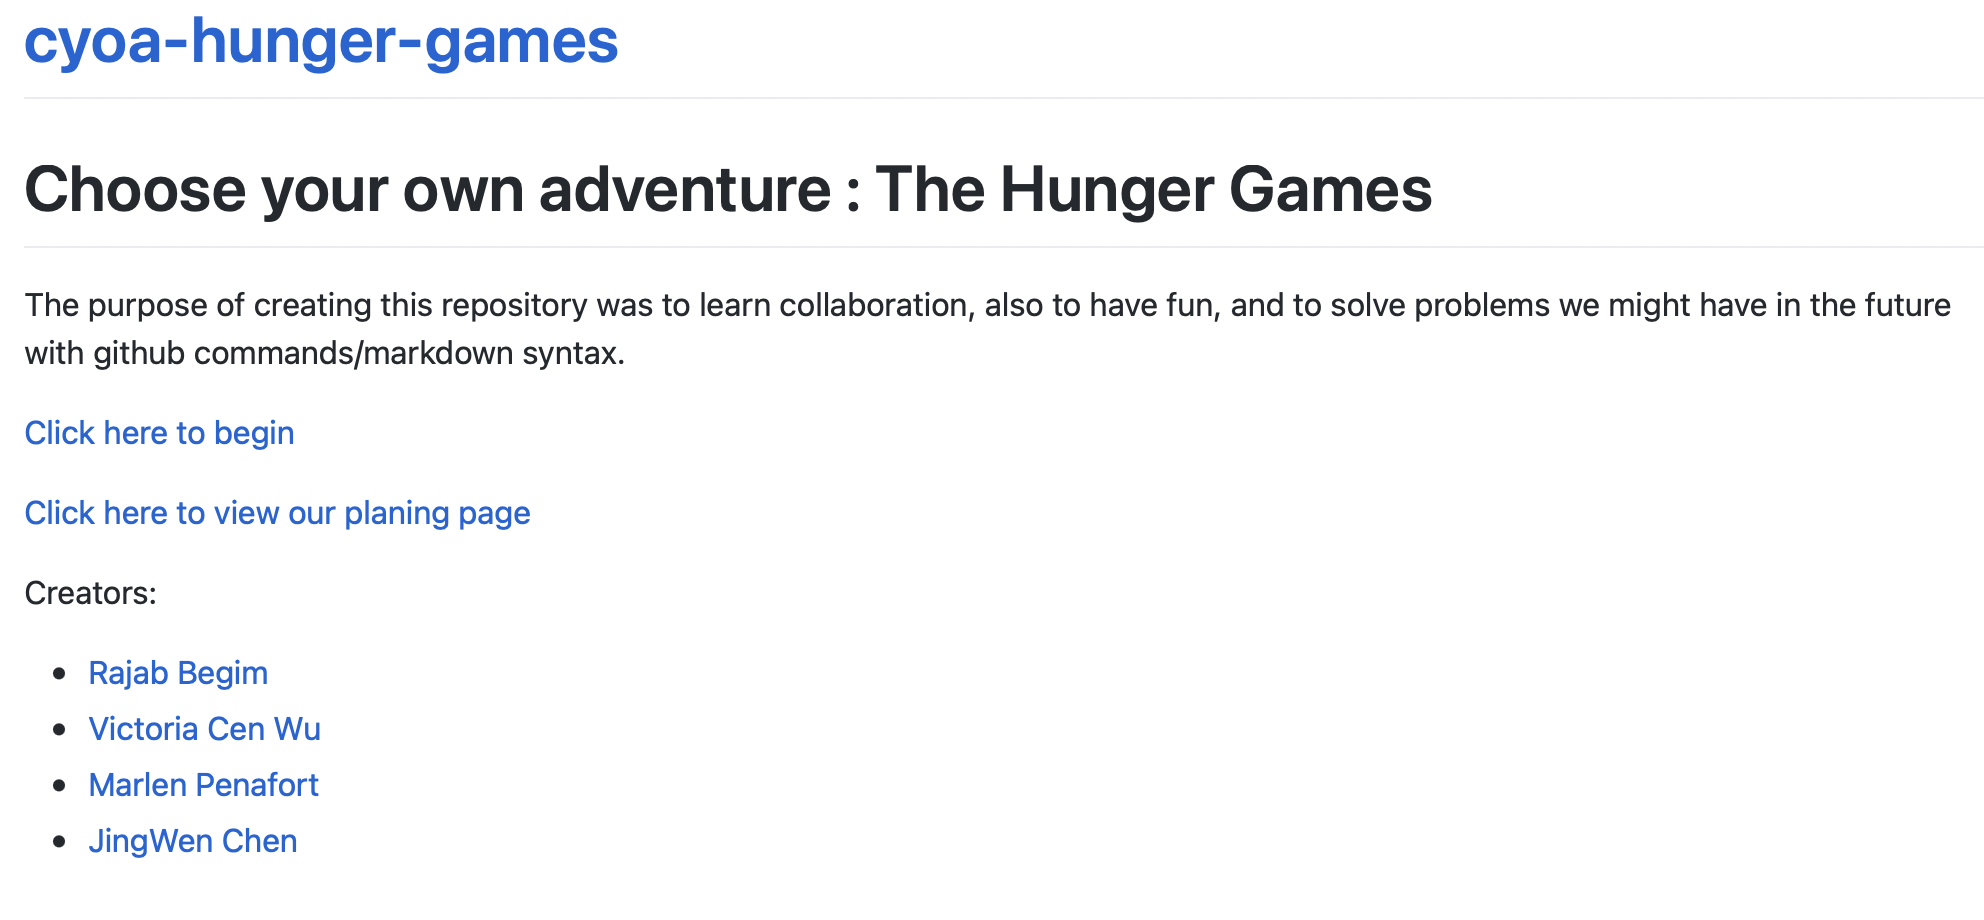 cyoa-hunger-games
Choose your own adventure : The Hunger Games
The purpose of creating this repository was to learn collaboration, also to have fun, and to solve problems we might have in the future
with github commands/markdown syntax.
Click here to begin
Click here to view our planing page
Creators:
Rajab Begim
Victoria Cen Wu
Marlen Penafort
JingWen Chen